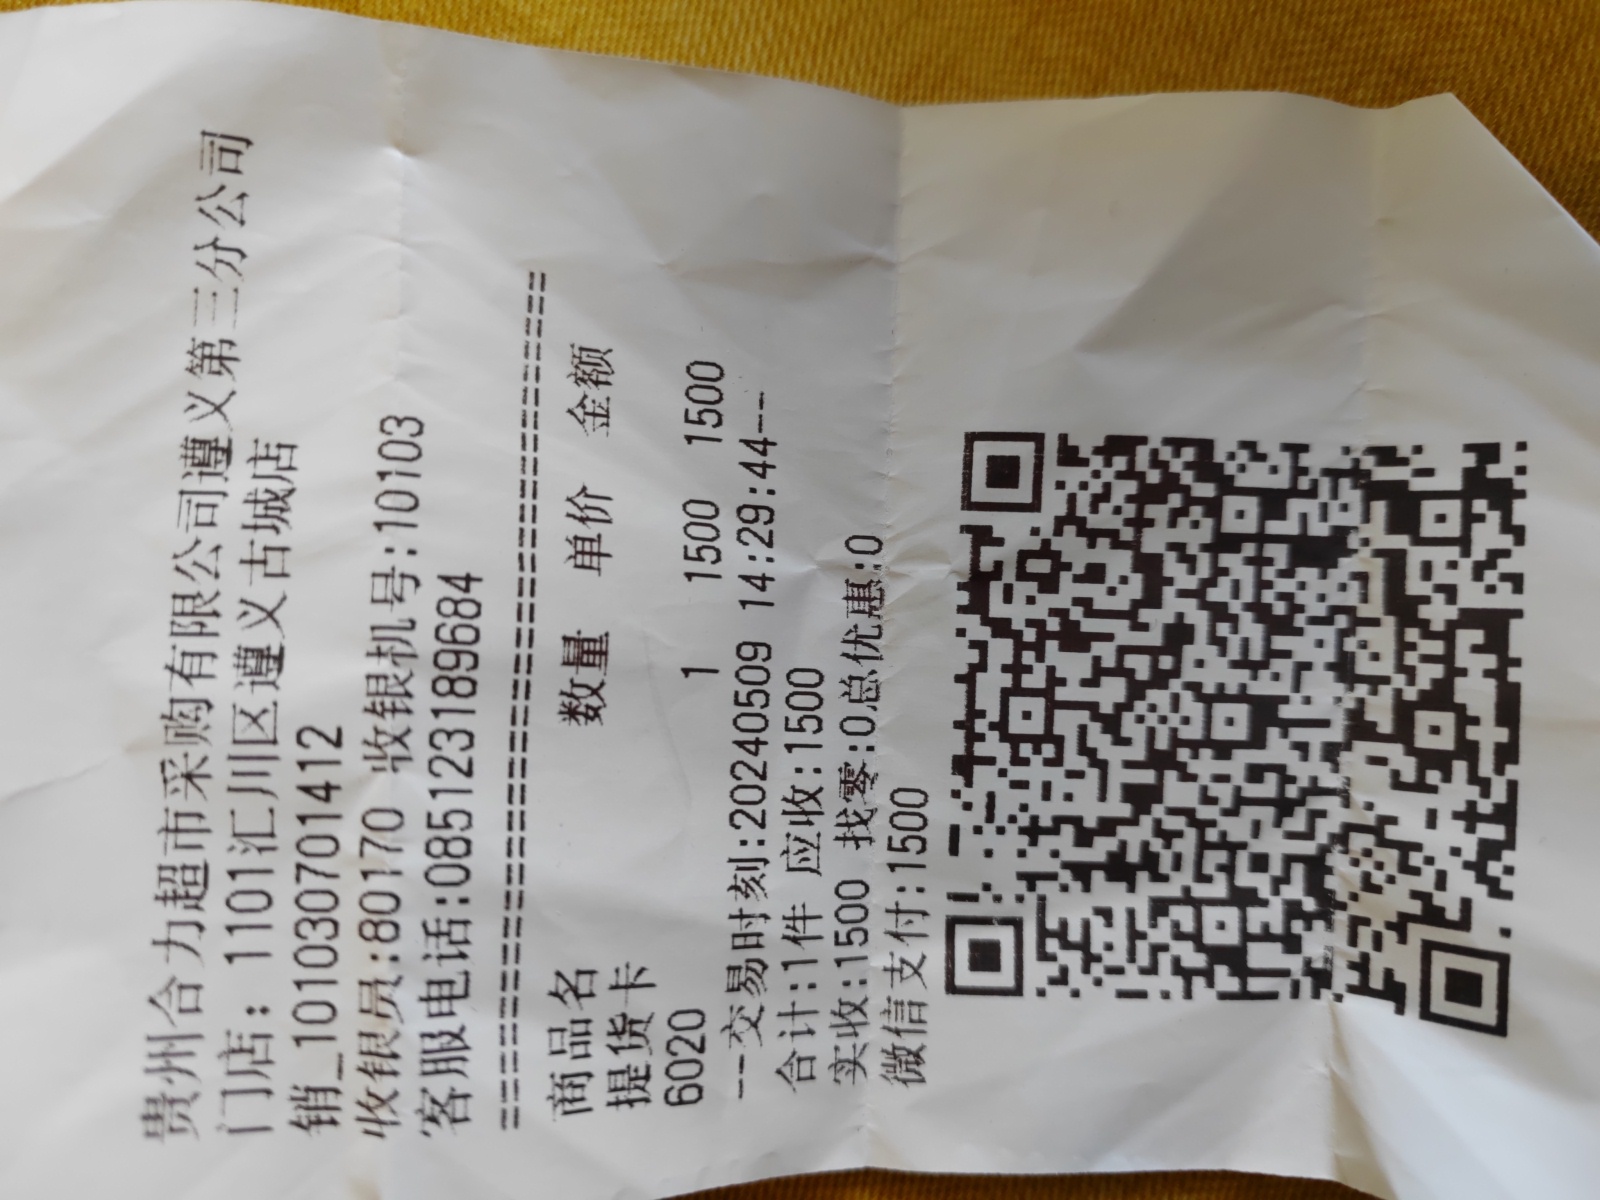 贵州合力超市采购有限公司遵义第三分公司
门店：1101汇川区遵义古城店
销_1010307014​12
收银员:80170 收银机号:10103
客服电话:085123189684
========================================
商品名 数量 单价 金额
提货卡
6020 1 1500 1500
--交易时刻:20240509 14:29:44--
合计:1件 应收:1500
实收:1500 找零:0总优惠:0
微信支付:1500